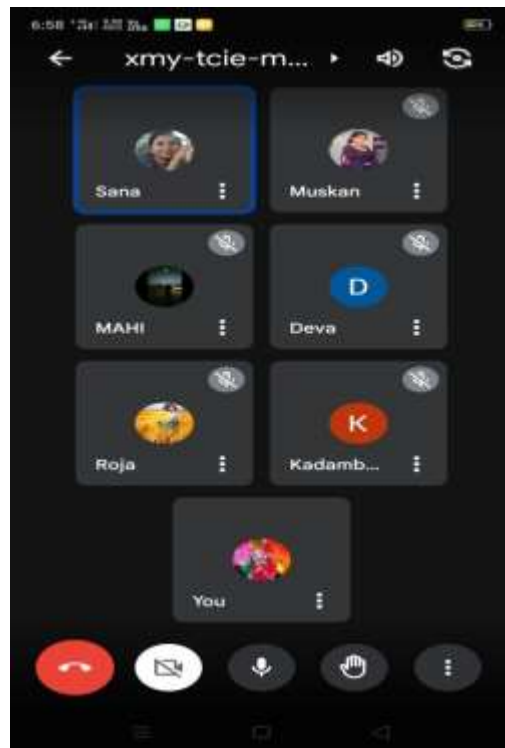 6:58
xmy-tcie-m...
Sana
Muskan
MAHI
D
Deva
Roja
K
Kadamb...
You